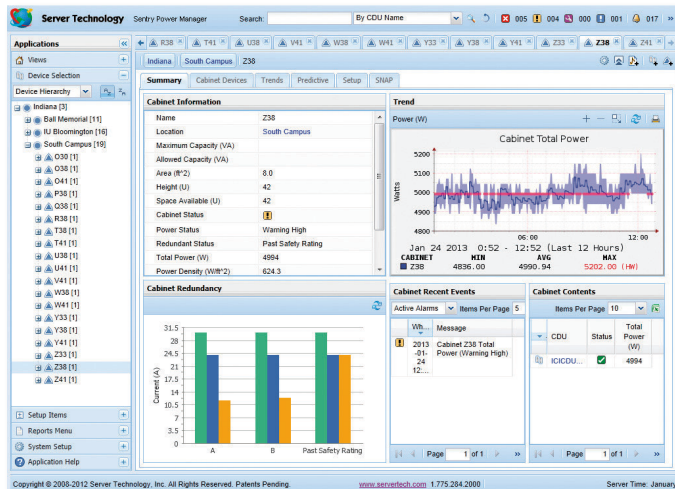 Server Technology Sentry Power Manager Search: By CDU Name 005 004 000 001 017 »
Applications «
Views
Device Selection
Device Hierarchy
Indiana [3]
Ball Memorial [11]
IU Bloomington [16]
South Campus [19]
O30 [1]
O38 [1]
O41 [1]
P38 [1]
Q38 [1]
R38 [1]
T38 [1]
T41 [1]
U38 [1]
U41 [1]
V41 [1]
W38 [1]
W41 [1]
Y33 [1]
Y38 [1]
Y41 [1]
Z33 [1]
Z38 [1]
Z41 [1]
Setup Items
Reports Menu
System Setup
Application Help
R38 T41 U38 V41 W38 W41 Y33 Y38 Y41 Z33 Z38 Z41
Indiana South Campus Z38
Summary Cabinet Devices Trends Predictive Setup SNAP
Cabinet Information
Name Z38
Location South Campus
Maximum Capacity (VA)
Allowed Capacity (VA)
Area (ft^2) 8.0
Height (U) 42
Space Available (U) 42
Cabinet Status
Power Status Warning High
Redundant Status Past Safety Rating
Total Power (W) 4994
Power Density (W/ft^2) 624.3
Trend
Power (W)
Cabinet Total Power
Watts
5200
5100
5000
4900
4800
06:00 12:00
Jan 24 2013 0:52 - 12:52 (Last 12 Hours)
CABINET MIN AVG MAX
Z38 4836.00 4990.94 5202.00 (HW)
Cabinet Redundancy
Current (A)
31.5
28
24.5
21
17.5
14
10.5
7
3.5
0
A B Past Safety Rating
Cabinet Recent Events
Active Alarms Items Per Page 5
Wh... Message
2013
-01-
24
12:...
Cabinet Z38 Total
Power (Warning High)
Page 1 of 1 »
Cabinet Contents
Items Per Page 10
CDU Status Total
Power
(W)
ICICDU... 4994
Page 1 of 1 »
Copyright © 2008-2012 Server Technology, Inc. All Rights Reserved. Patents Pending. www.servertech.com 1.775.284.2000 Server Time: January